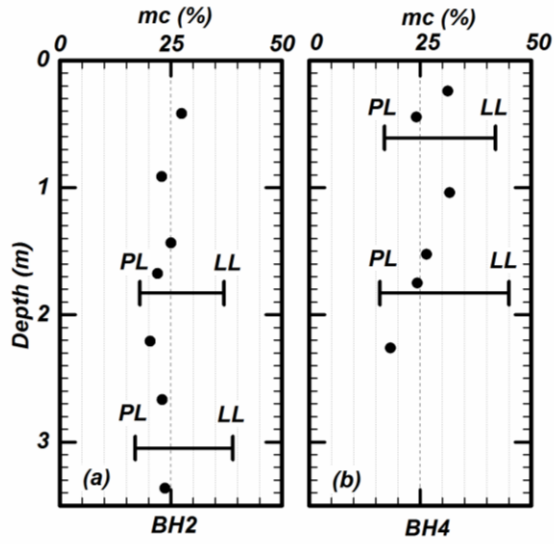 mc (%)
mc (%)
0 25 50
0 25 50
0
1
2
3
Depth (m)
PL LL
PL LL
PL LL
PL LL
(a)
(b)
BH2
BH4